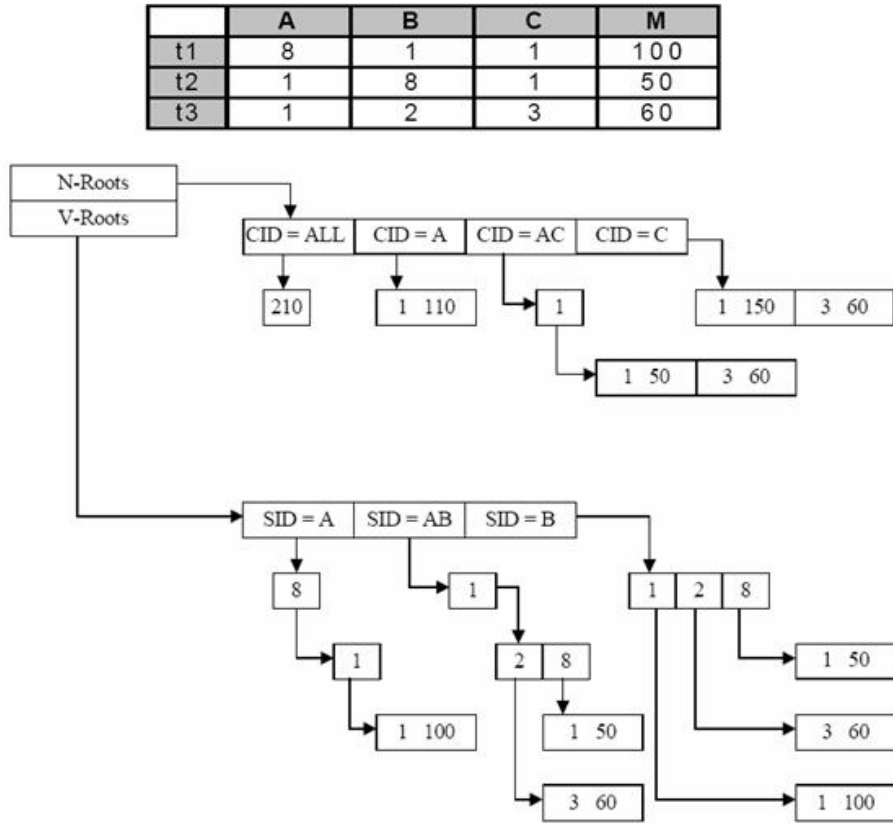 A B C M
t1 8 1 1 100
t2 1 8 1 50
t3 1 2 3 60
N-Roots
V-Roots
CID = ALL CID = A CID = AC CID = C
210 1 110 1 1 150 3 60
1 50 3 60
SID = A SID = AB SID = B
8 1 1 2 8
1 2 8 1 50
1 100 1 50 3 60
3 60 1 100